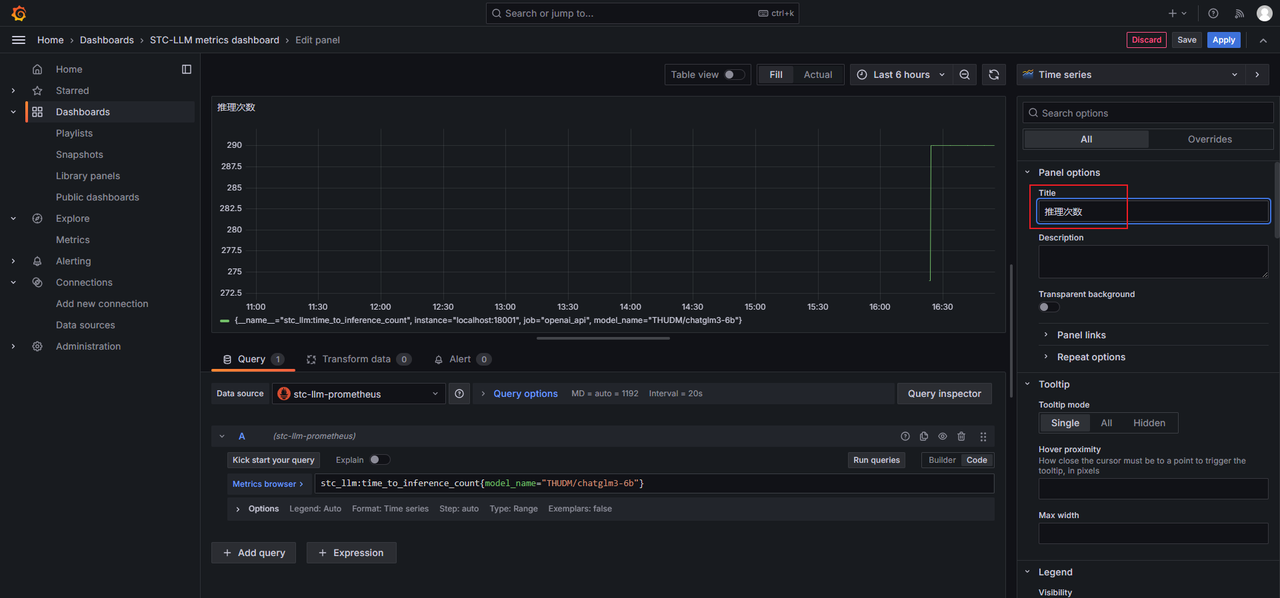 Search or jump to...
ctrl+k
Home › Dashboards › STC-LLM metrics dashboard › Edit panel
Discard
Save
Apply
Home
Starred
Dashboards
Playlists
Snapshots
Library panels
Public dashboards
Explore
Metrics
Alerting
Connections
Add new connection
Data sources
Administration
Table view
Fill
Actual
Last 6 hours
推理次数
290
287.5
285
282.5
280
277.5
275
272.5
11:00 11:30 12:00 12:30 13:00 13:30 14:00 14:30 15:00 15:30 16:00 16:30
{__name__="stc_llm:time_to_inference_count", instance="localhost:18001", job="openai_api", model_name="THUDM/chatglm3-6b"}
Query 1
Transform data 0
Alert 0
Data source
stc-llm-prometheus
Query options
MD = auto = 1192
Interval = 20s
Query inspector
A
(stc-llm-prometheus)
Kick start your query
Explain
Run queries
Builder
Code
Metrics browser ›
stc_llm:time_to_inference_count{model_name="THUDM/chatglm3-6b"}
Options
Legend: Auto
Format: Time series
Step: auto
Type: Range
Exemplars: false
+ Add query
+ Expression
Time series
Search options
All
Overrides
Panel options
Title
推理次数
Description
Transparent background
Panel links
Repeat options
Tooltip
Tooltip mode
Single
All
Hidden
Hover proximity
How close the cursor must be to a point to trigger the
tooltip, in pixels
Max width
Legend
Visibility